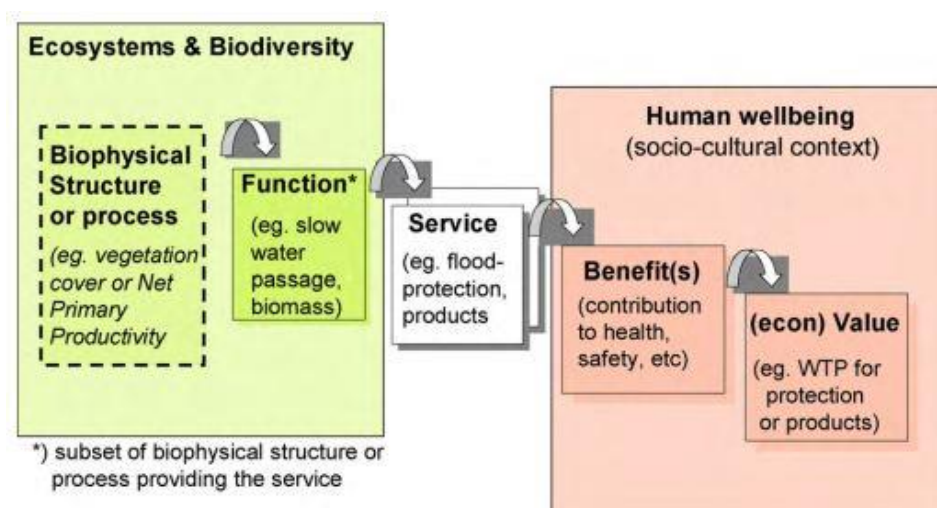 Ecosystems & Biodiversity
Biophysical
Structure
or process
(eg. vegetation
cover or Net
Primary
Productivity
Function*
(eg. slow
water
passage,
biomass)
Service
(eg. flood-
protection,
products
Human wellbeing
(socio-cultural context)
Benefit(s)
(contribution
to health,
safety, etc)
(econ) Value
(eg. WTP for
protection
or products)
*) subset of biophysical structure or
process providing the service